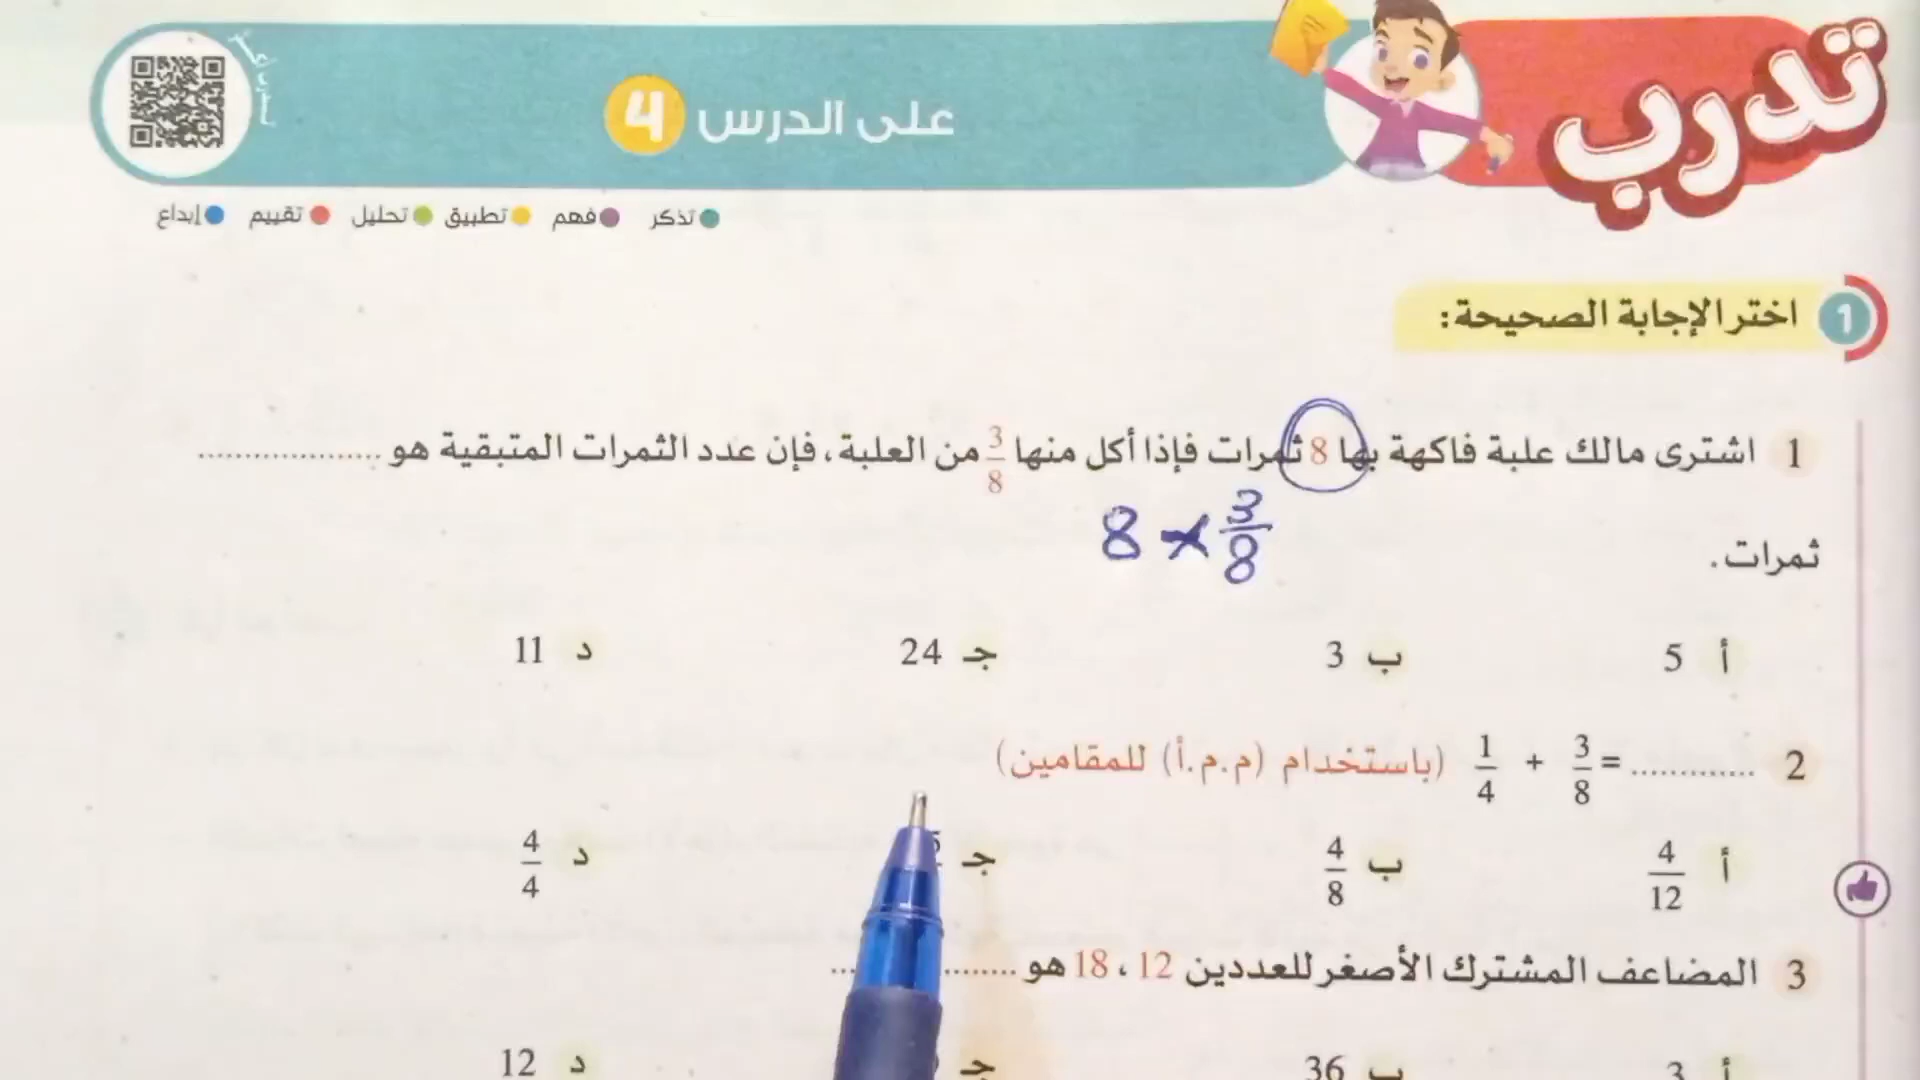 تدرب
على الدرس 4
تذكر فهم تطبيق تحليل تقييم إبداع
1 اختر الإجابة الصحيحة:
1 اشترى مالك علبة فاكهة بها 8 ثمرات فإذا أكل منها 3/8 من العلبة، فإن عدد الثمرات المتبقية هو ..................
ثمرات.
8 × 3/8
أ 5 ب 3 جـ 24 د 11
2 ............. = 3/8 + 1/4 (باستخدام (م.م.أ) للمقامين)
أ 4/12 ب 4/8 جـ د 4/4
3 المضاعف المشترك الأصغر للعددين 12 ، 18 هو ..................
أ 3 ب 36 جـ د 12